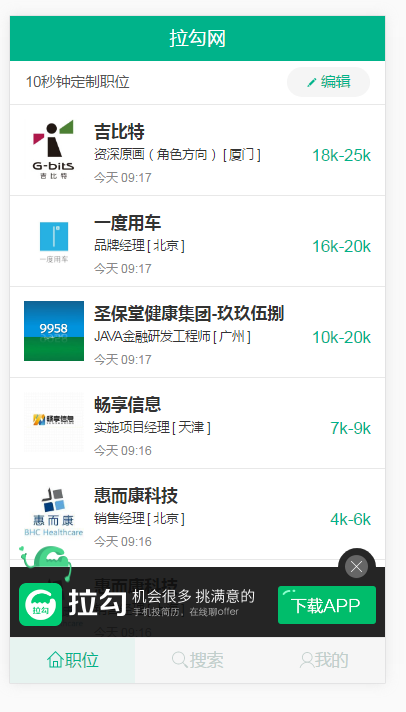 拉勾网
10秒钟定制职位
编辑
G-bits
吉比特
吉比特
资深原画（角色方向） [ 厦门 ]
18k-25k
今天 09:17
一度用车
一度用车
品牌经理 [ 北京 ]
16k-20k
今天 09:17
9958
圣保堂健康集团-玖玖伍捌
JAVA金融研发工程师 [ 广州 ]
10k-20k
今天 09:17
畅享信息
畅享信息
实施项目经理 [ 天津 ]
7k-9k
今天 09:16
惠而康
BHC Healthcare
惠而康科技
销售经理 [ 北京 ]
4k-6k
今天 09:16
惠而康科技
拉勾
拉勾
机会很多 挑满意的
手机投简历，在线聊offer
下载APP
职位
搜索
我的